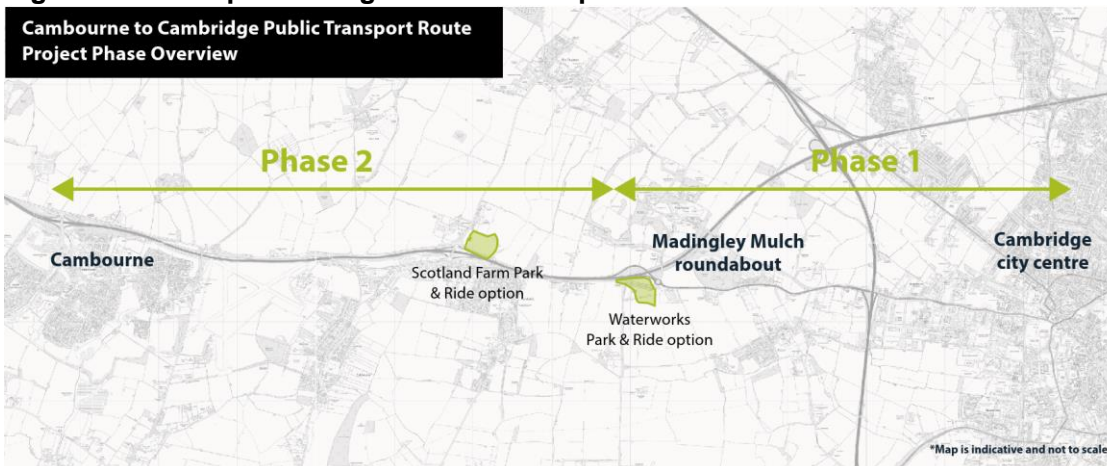 Cambourne to Cambridge Public Transport Route
Project Phase Overview
Phase 2
Phase 1
Cambourne
Scotland Farm Park
& Ride option
Madingley Mulch
roundabout
Waterworks
Park & Ride option
Cambridge
city centre
*Map is indicative and not to scale